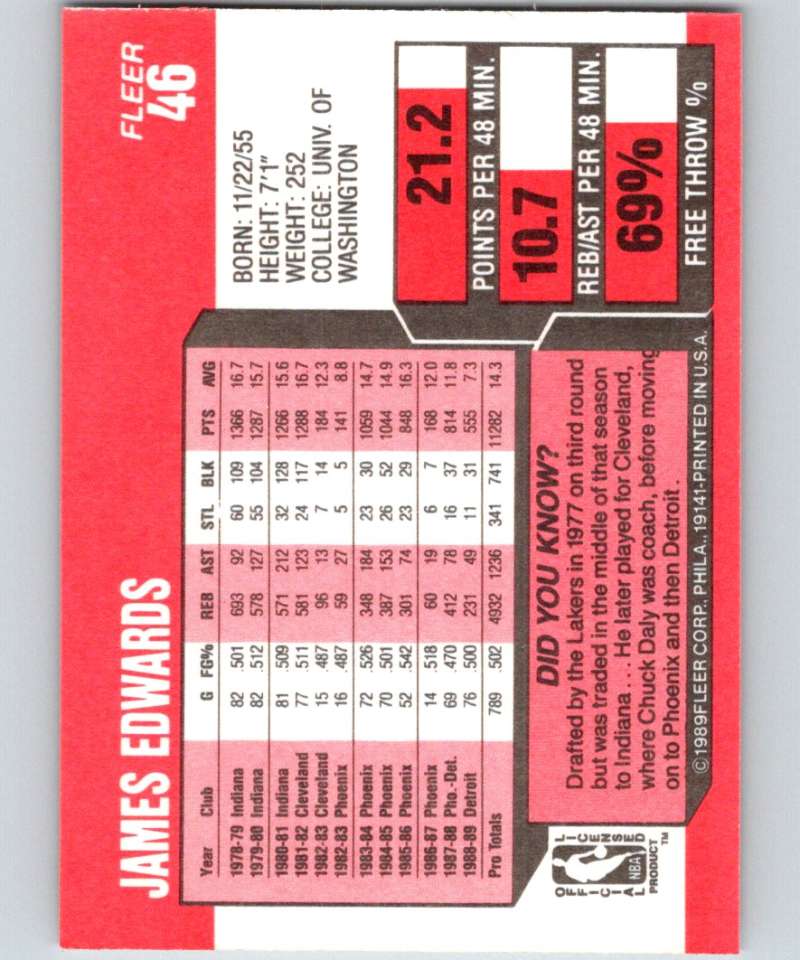 FLEER
46
JAMES EDWARDS
BORN: 11/22/55
HEIGHT: 7'1"
WEIGHT: 252
COLLEGE: UNIV. OF
WASHINGTON
Year Club G FG% REB AST STL BLK PTS AVG
1978-79 Indiana 82 .501 693 92 60 109 1366 16.7
1979-80 Indiana 82 .512 578 127 55 104 1287 15.7
1980-81 Indiana 81 .509 571 212 32 128 1266 15.6
1981-82 Cleveland 77 .511 581 123 24 117 1288 16.7
1982-83 Cleveland 15 .487 96 13 7 14 184 12.3
1982-83 Phoenix 16 .487 59 27 5 5 141 8.8
1983-84 Phoenix 72 .526 348 184 23 30 1059 14.7
1984-85 Phoenix 70 .501 387 153 26 52 1044 14.9
1985-86 Phoenix 52 .542 301 74 23 29 848 16.3
1986-87 Phoenix 14 .518 60 19 6 7 168 12.0
1987-88 Pho.-Det. 69 .470 412 78 16 37 814 11.8
1988-89 Detroit 76 .500 231 49 11 31 555 7.3
Pro Totals 789 .502 4932 1236 341 741 11282 14.3
21.2
POINTS PER 48 MIN.
10.7
REB/AST PER 48 MIN.
69%
FREE THROW %
DID YOU KNOW?
Drafted by the Lakers in 1977 on third round
but was traded in the middle of that season
to Indiana . . . He later played for Cleveland,
where Chuck Daly was coach, before moving
on to Phoenix and then Detroit.
OFFICIAL LICENSED
NBA
PRODUCT™
©1989 FLEER CORP., PHILA., 19141-PRINTED IN U.S.A.